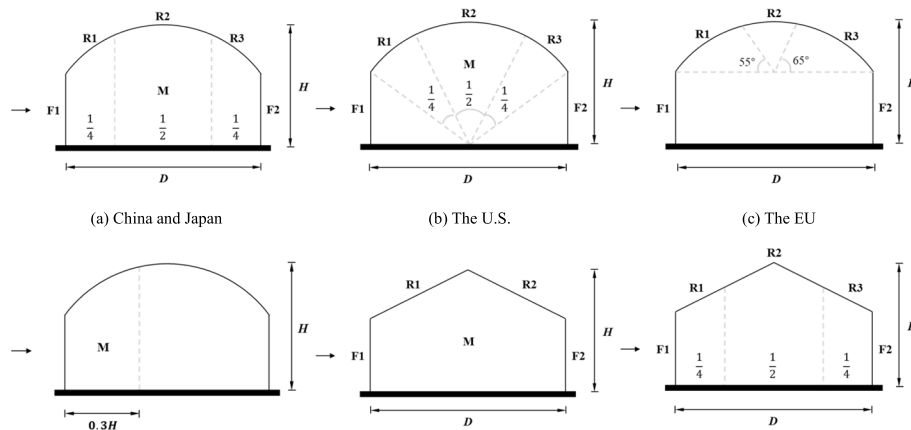 R2
R1
R3
M
F1
F2
1/4
1/2
1/4
H
D
(a) China and Japan
R2
R1
R3
M
F1
F2
1/4
1/2
1/4
H
D
(b) The U.S.
R2
R1
R3
55°
65°
F1
F2
H
D
(c) The EU
M
H
0.3H
R1
R2
F1
M
F2
H
D
R2
R1
R3
F1
F2
1/4
1/2
1/4
H
D